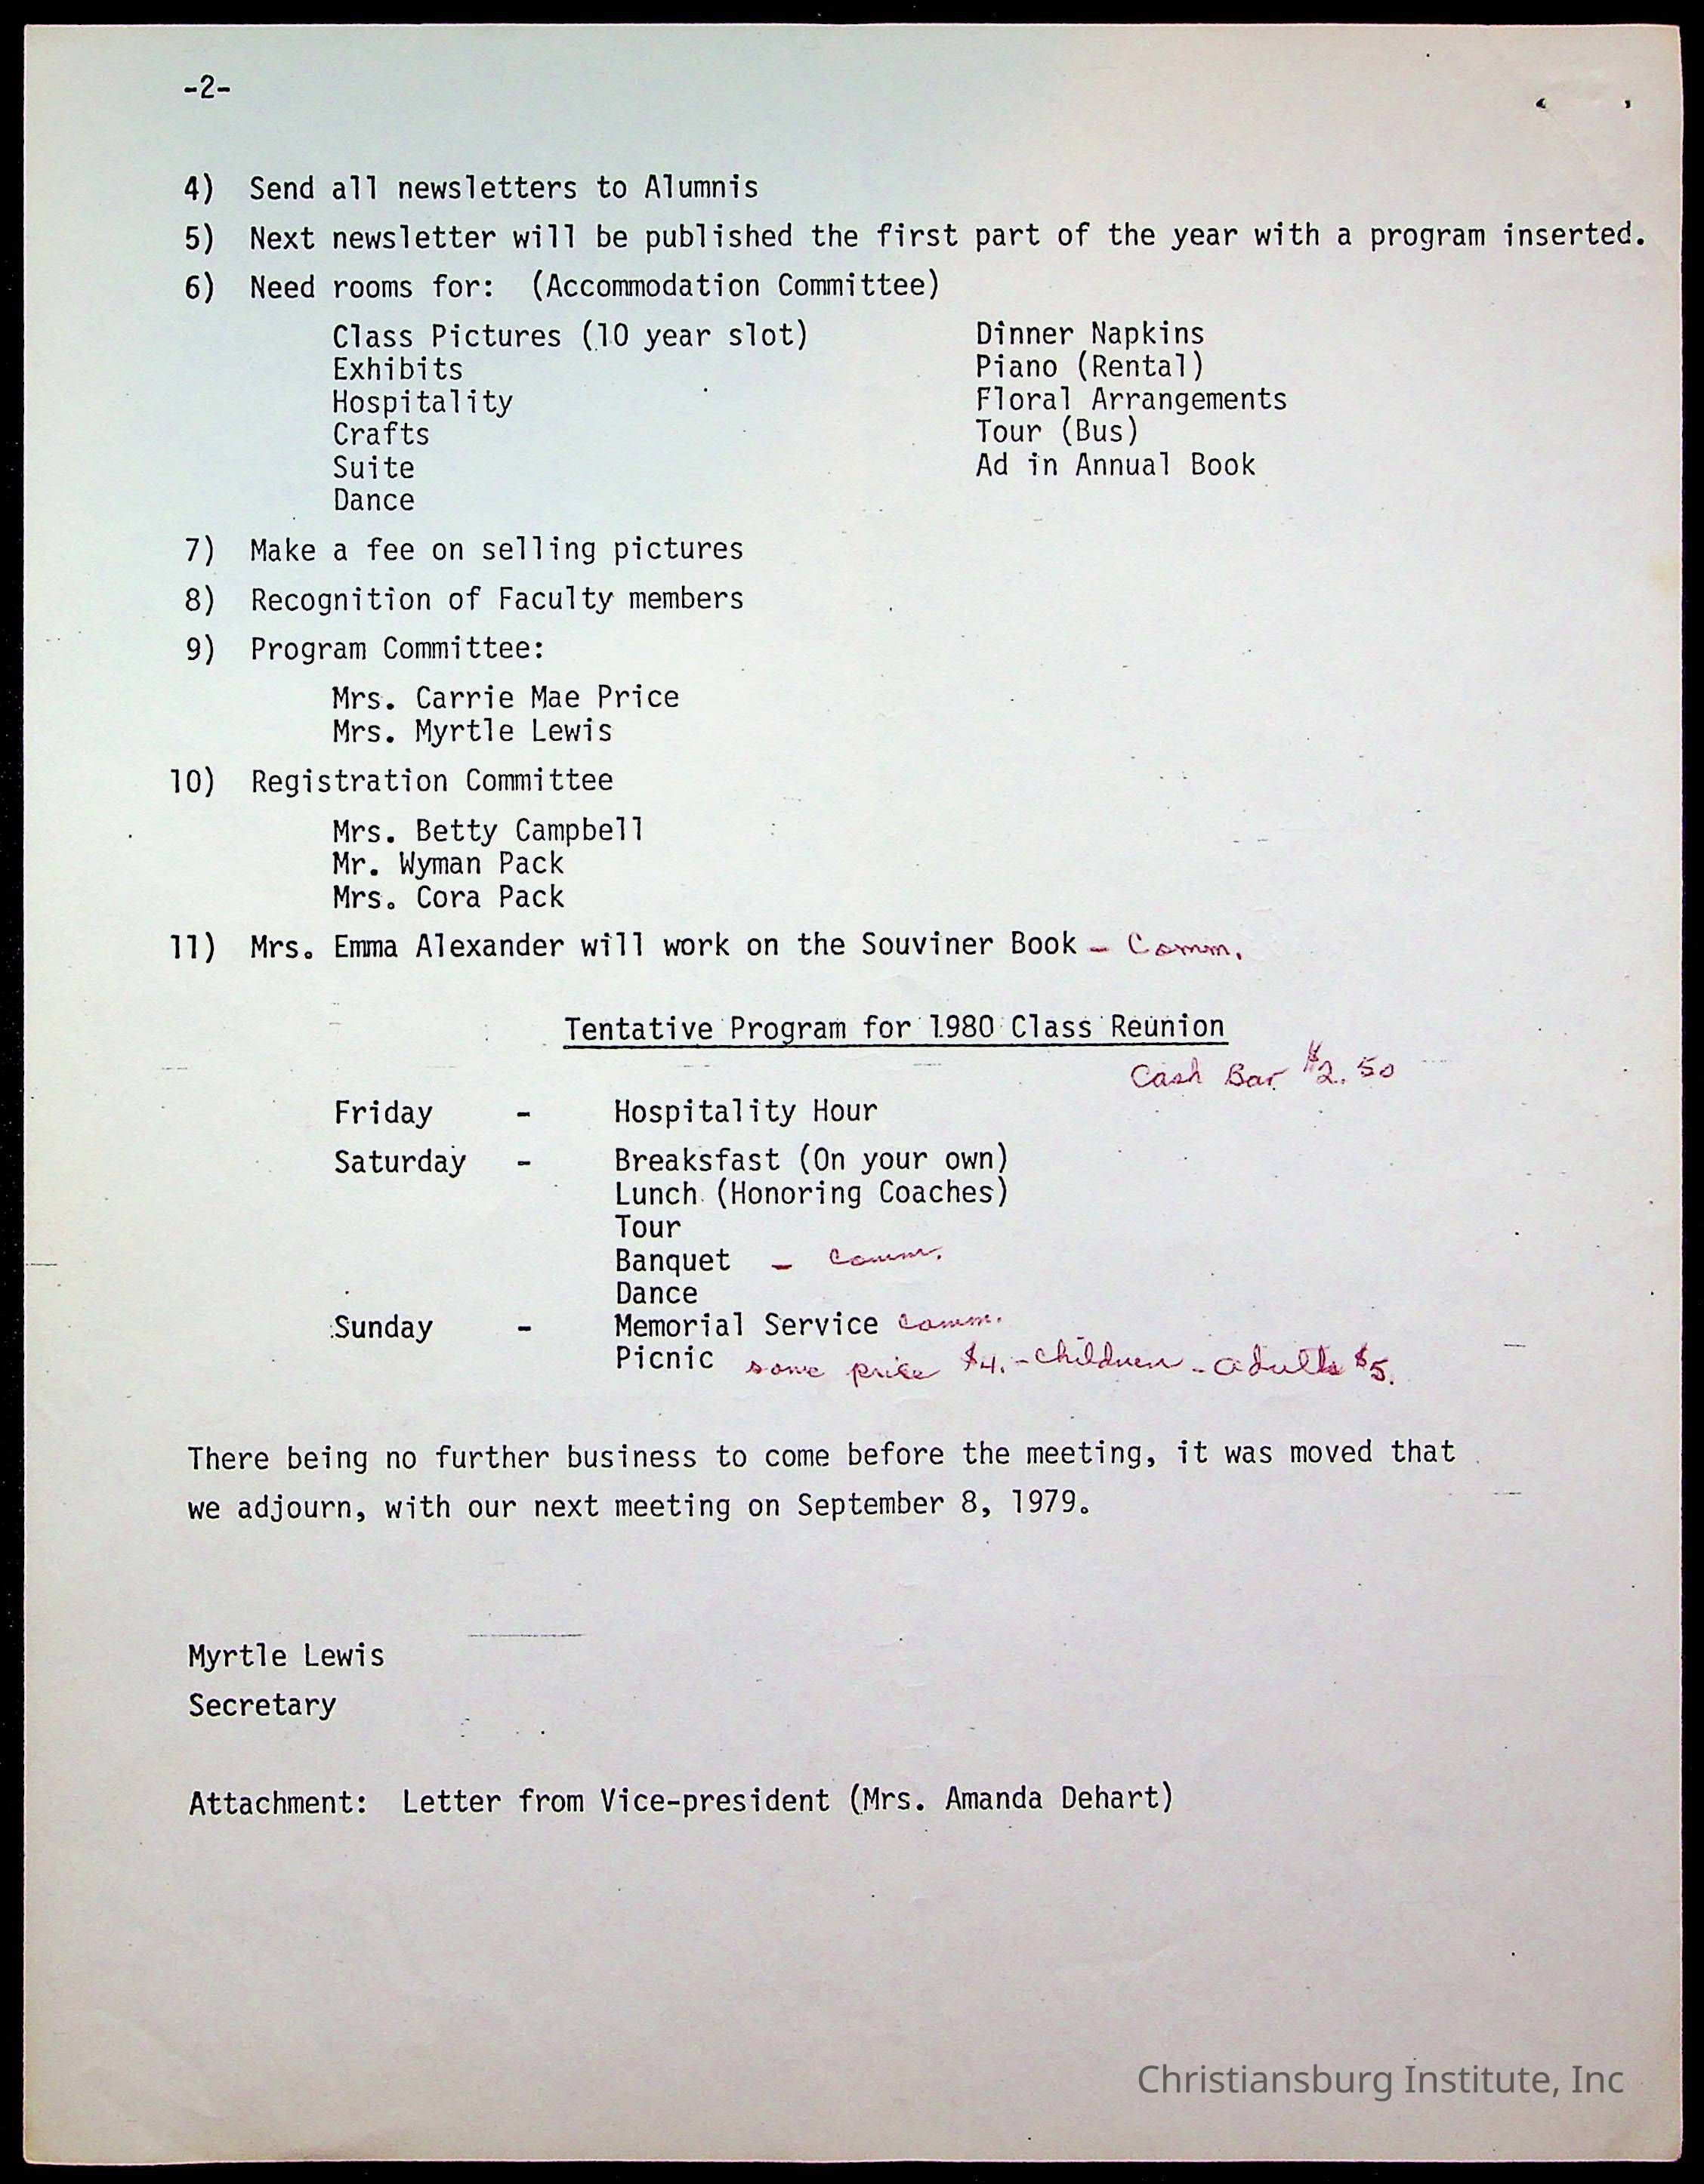 -2-
4) Send all newsletters to Alumnis
5) Next newsletter will be published the first part of the year with a program inserted.
6) Need rooms for: (Accommodation Committee)
Class Pictures (10 year slot) Dinner Napkins
Exhibits Piano (Rental)
Hospitality Floral Arrangements
Crafts Tour (Bus)
Suite Ad in Annual Book
Dance
7) Make a fee on selling pictures
8) Recognition of Faculty members
9) Program Committee:
Mrs. Carrie Mae Price
Mrs. Myrtle Lewis
10) Registration Committee
Mrs. Betty Campbell
Mr. Wyman Pack
Mrs. Cora Pack
11) Mrs. Emma Alexander will work on the Souviner Book - Comm.
Tentative Program for 1980 Class Reunion
Cash Bar $2.50
Friday - Hospitality Hour
Saturday - Breaksfast (On your own)
Lunch (Honoring Coaches)
Tour
Banquet - Comm.
Dance
Sunday - Memorial Service Comm.
Picnic price $4. - Children - adults $5.
There being no further business to come before the meeting, it was moved that
we adjourn, with our next meeting on September 8, 1979.
Myrtle Lewis
Secretary
Attachment: Letter from Vice-president (Mrs. Amanda Dehart)
Christiansburg Institute, Inc